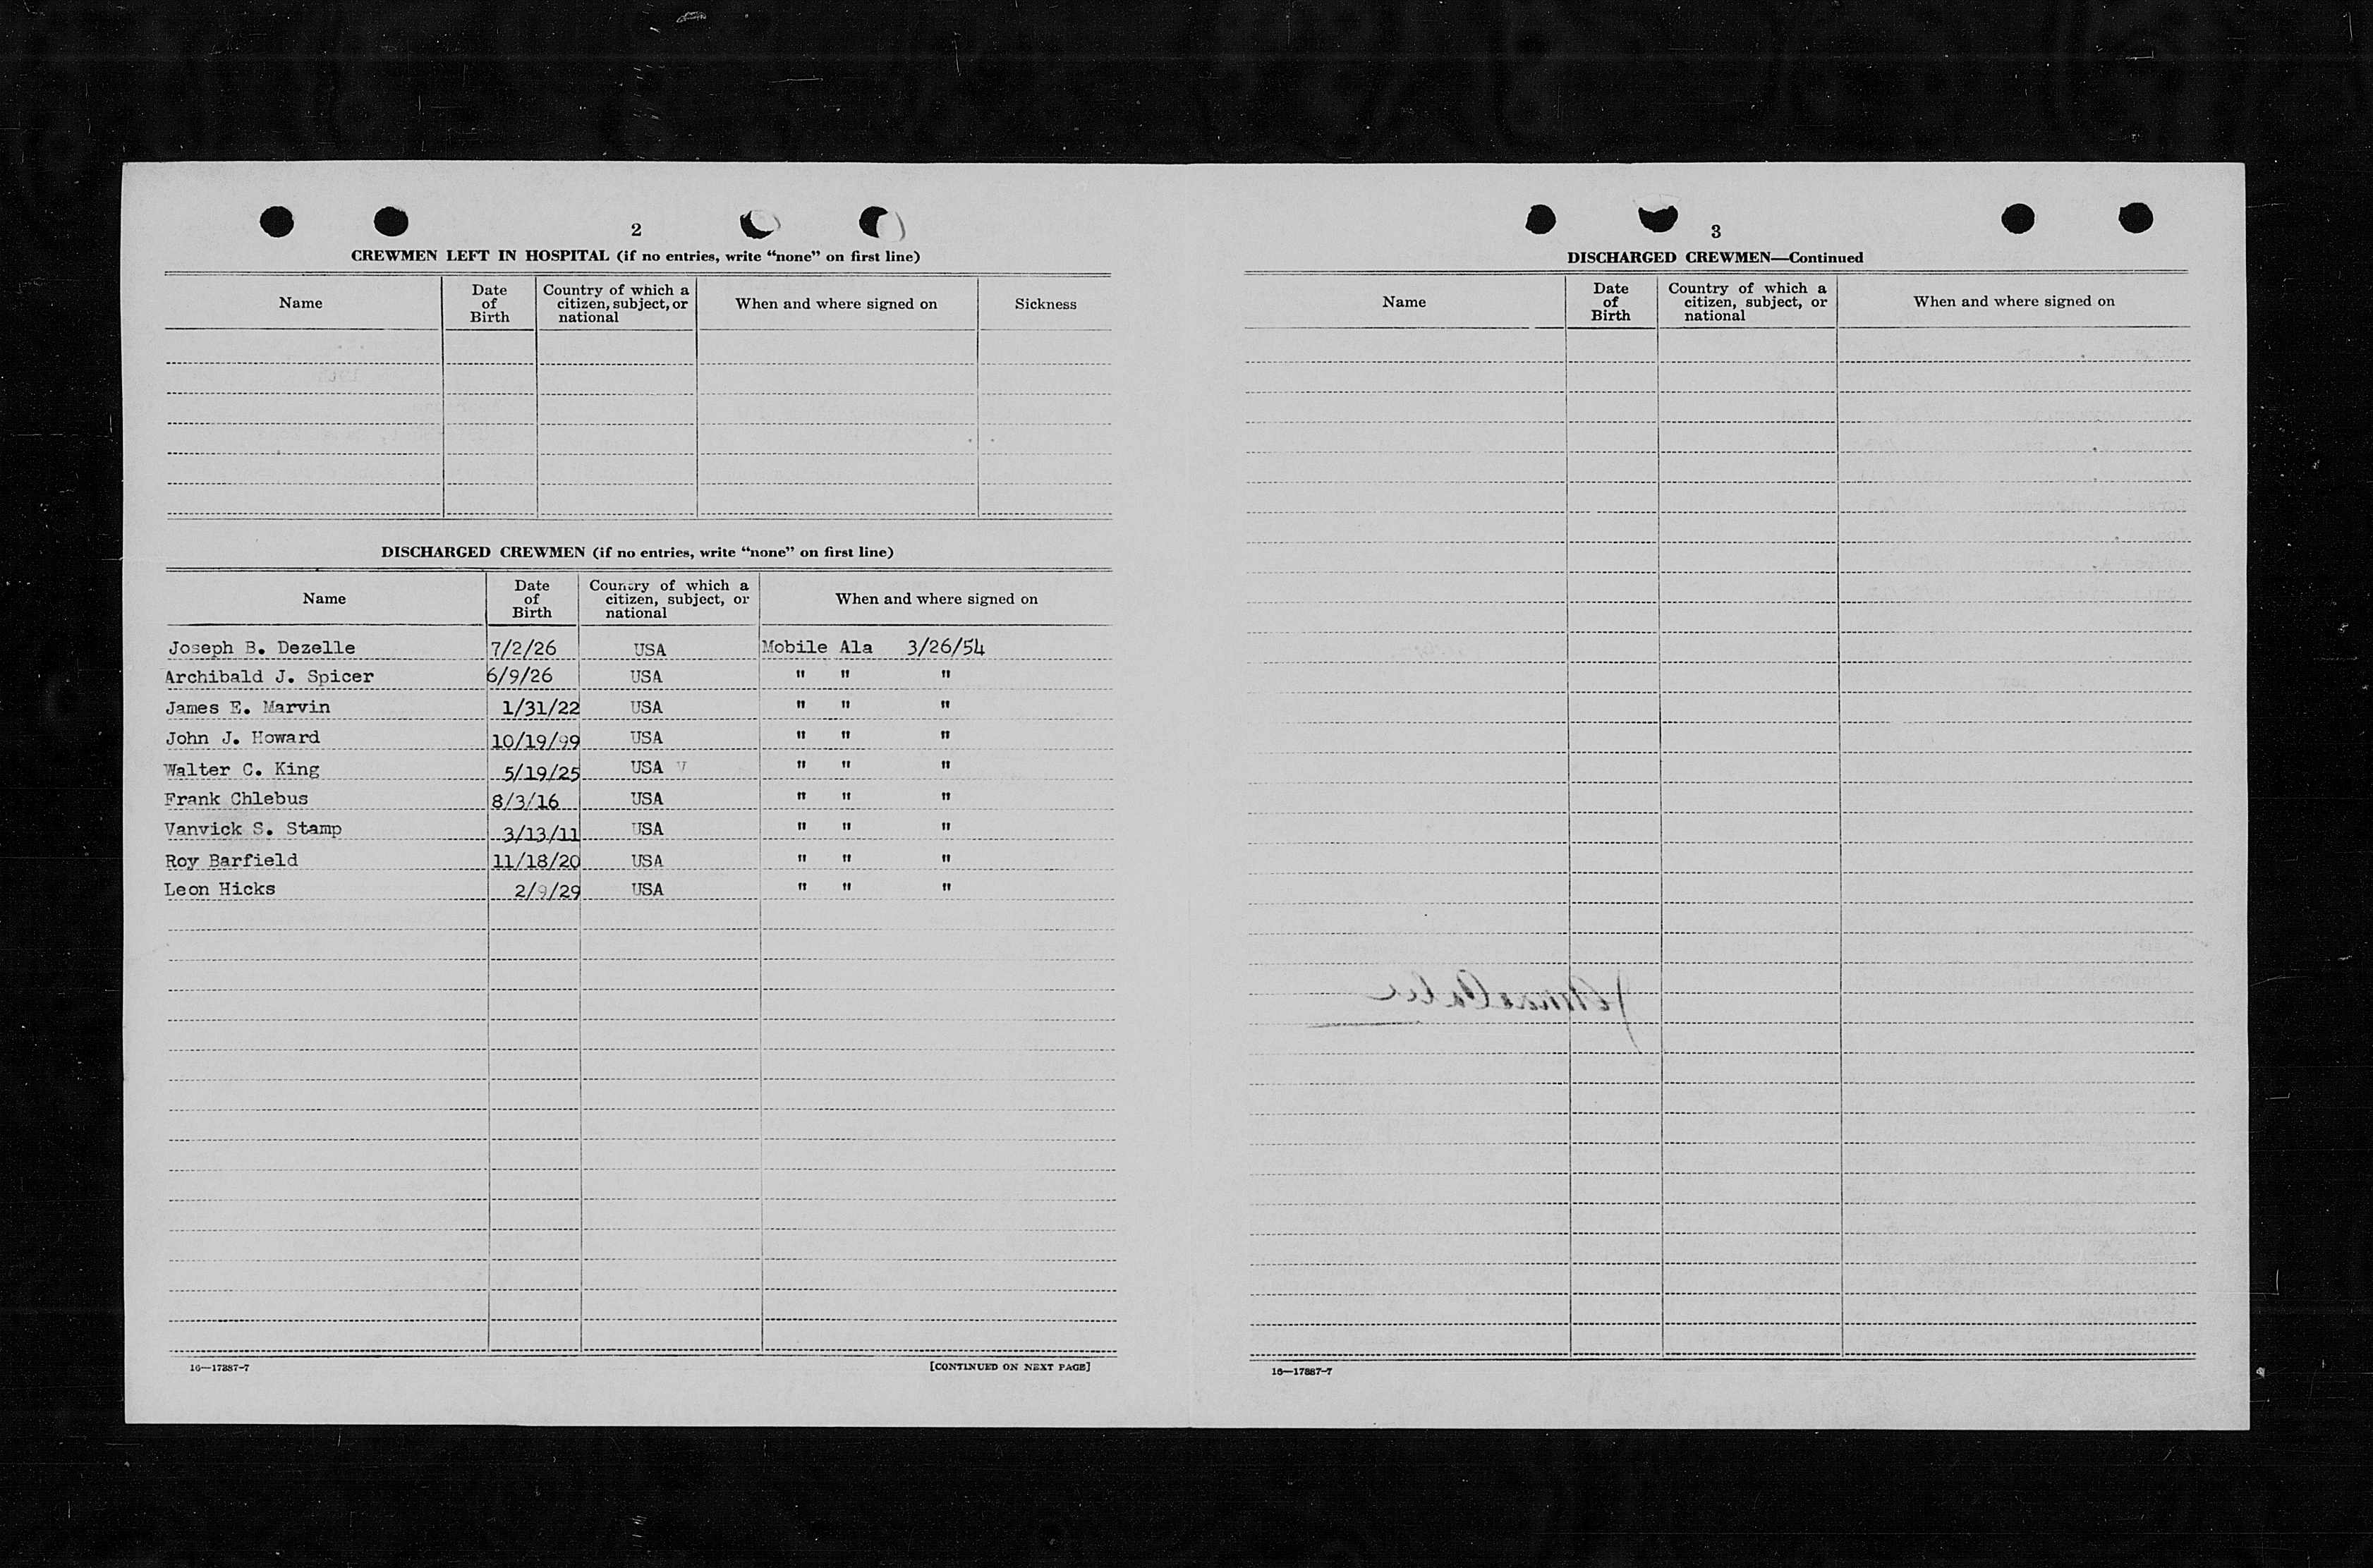 2
CREWMEN LEFT IN HOSPITAL (if no entries, write “none” on first line)
Name | Date of Birth | Country of which a citizen, subject, or national | When and where signed on | Sickness
DISCHARGED CREWMEN (if no entries, write “none” on first line)
Name | Date of Birth | Country of which a citizen, subject, or national | When and where signed on
Joseph B. Dezelle 7/2/26 USA Mobile Ala 3/26/54
Archibald J. Spicer 6/9/26 USA " " "
James E. Marvin 1/31/22 USA " " "
John J. Howard 10/19/99 USA " " "
Walter C. King 5/19/25 USA " " "
Frank Chlebus 8/3/16 USA " " "
Vanvick S. Stamp 3/13/11 USA " " "
Roy Barfield 11/18/20 USA " " "
Leon Hicks 2/9/29 USA " " "
16—17887-7 [CONTINUED ON NEXT PAGE]
3
DISCHARGED CREWMEN—Continued
Name | Date of Birth | Country of which a citizen, subject, or national | When and where signed on
16—17887-7